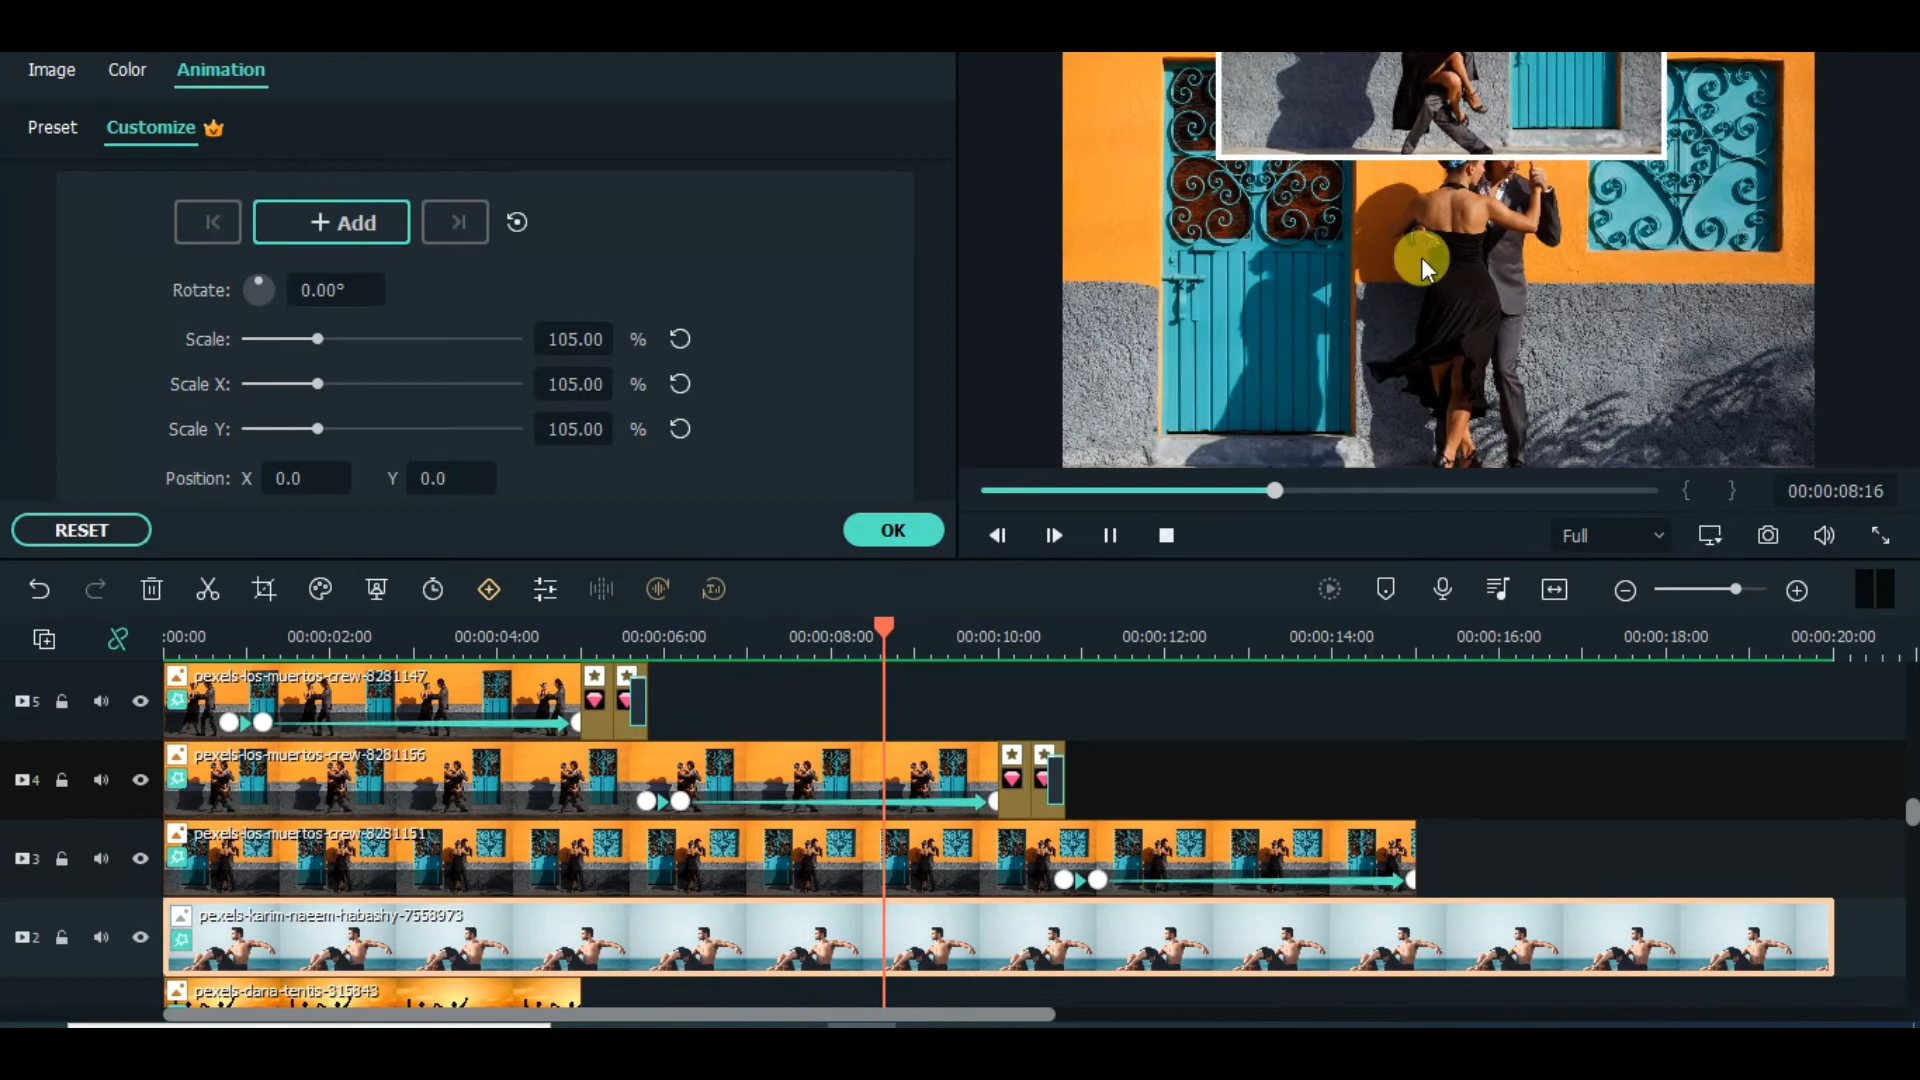 Image Color Animation
Preset Customize
+ Add
Rotate: 0.00°
Scale: 105.00 %
Scale X: 105.00 %
Scale Y: 105.00 %
Position: X 0.0 Y 0.0
RESET OK
{ } 00:00:08:16
Full
:00:00 00:00:02:00 00:00:04:00 00:00:06:00 00:00:08:00 00:00:10:00 00:00:12:00 00:00:14:00 00:00:16:00 00:00:18:00 00:00:20:00
5 pexels-los-muertos-crew-8281147
4 pexels-los-muertos-crew-8281156
3 pexels-los-muertos-crew-8281151
2 pexels-karim-naeem-habashy-7558973
pexels-dana-tentis-315843